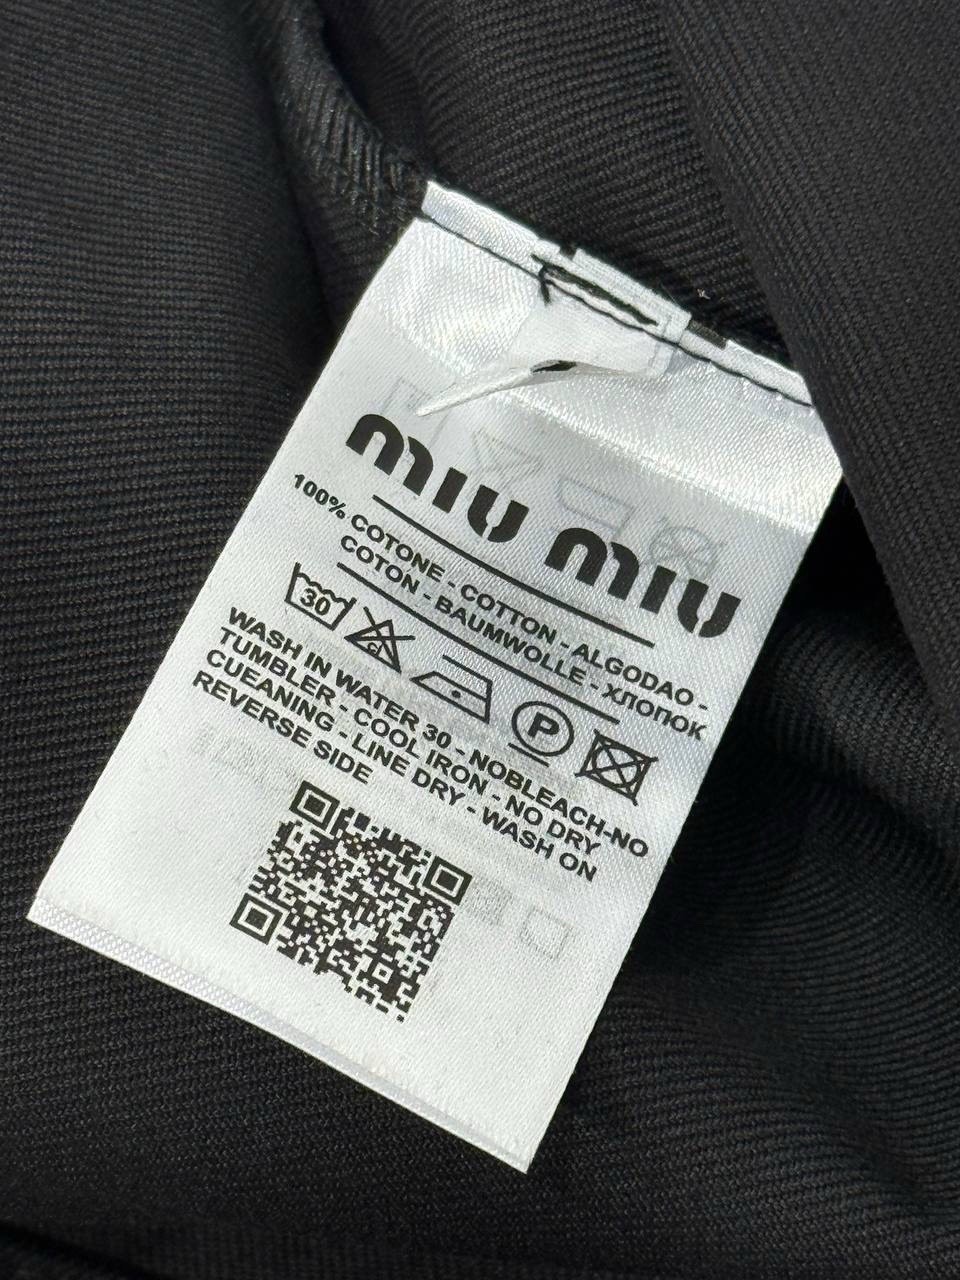 miu miu
100% COTONE - COTTON - ALGODAO -
COTON - BAUMWOLLE - ХЛОПОК
30 CL P
WASH IN WATER 30 - NOBLEACH-NO
TUMBLER - COOL IRON - NO DRY
CUEANING - LINE DRY - WASH ON
REVERSE SIDE